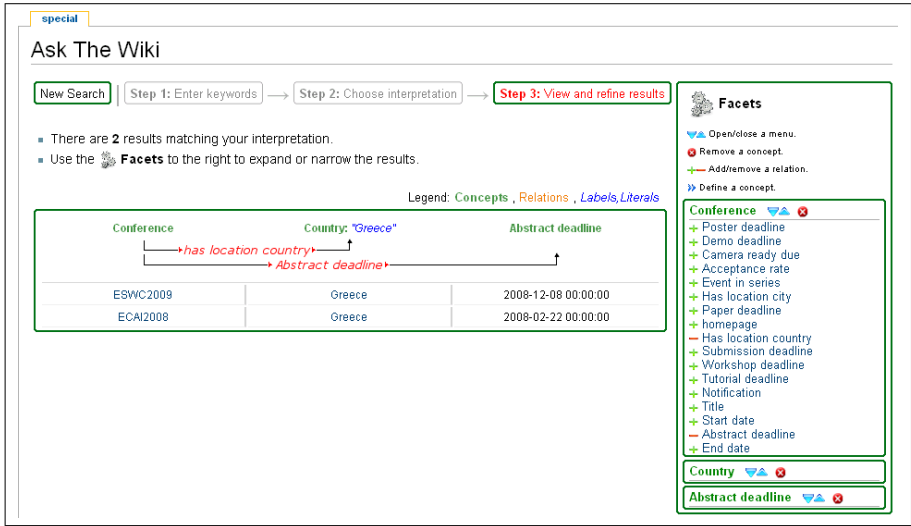 special
Ask The Wiki
New Search Step 1: Enter keywords Step 2: Choose interpretation Step 3: View and refine results
There are 2 results matching your interpretation.
Use the Facets to the right to expand or narrow the results.
Legend: Concepts , Relations , Labels,Literals
Conference Country: "Greece" Abstract deadline
has location country
Abstract deadline
ESWC2009 Greece 2008-12-08 00:00:00
ECAI2008 Greece 2008-02-22 00:00:00
Facets
Open/close a menu.
Remove a concept.
Add/remove a relation.
Define a concept.
Conference
Poster deadline
Demo deadline
Camera ready due
Acceptance rate
Event in series
Has location city
Paper deadline
homepage
Has location country
Submission deadline
Workshop deadline
Tutorial deadline
Notification
Title
Start date
Abstract deadline
End date
Country
Abstract deadline